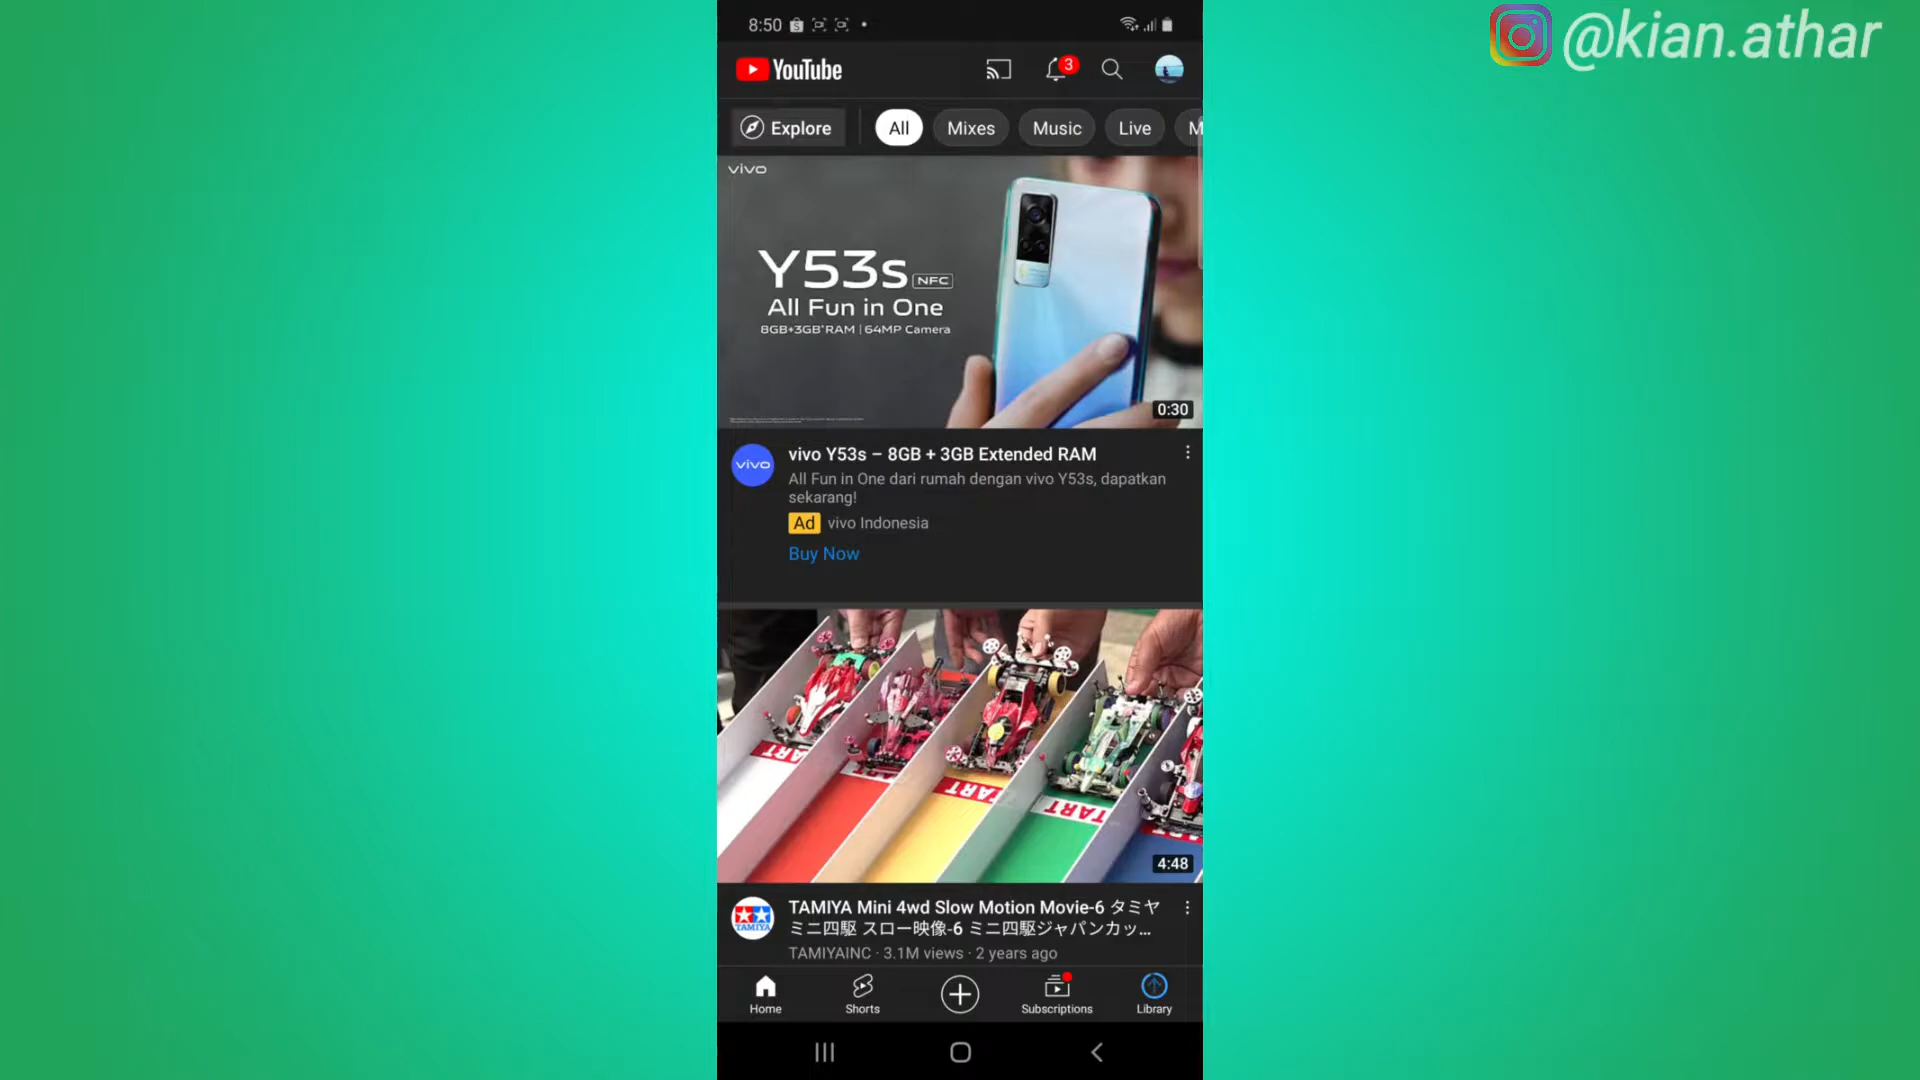 @kian.athar
8:50
YouTube
3
Explore
All
Mixes
Music
Live
M
vivo
Y53s NFC
All Fun in One
8GB+3GB*RAM | 64MP Camera
0:30
vivo
vivo Y53s – 8GB + 3GB Extended RAM
All Fun in One dari rumah dengan vivo Y53s, dapatkan
sekarang!
Ad vivo Indonesia
Buy Now
START
START
START
4:48
TAMIYA
TAMIYA Mini 4wd Slow Motion Movie-6 タミヤ
ミニ四駆 スロー映像-6 ミニ四駆ジャパンカッ...
TAMIYAINC · 3.1M views · 2 years ago
Home
Shorts
Subscriptions
Library